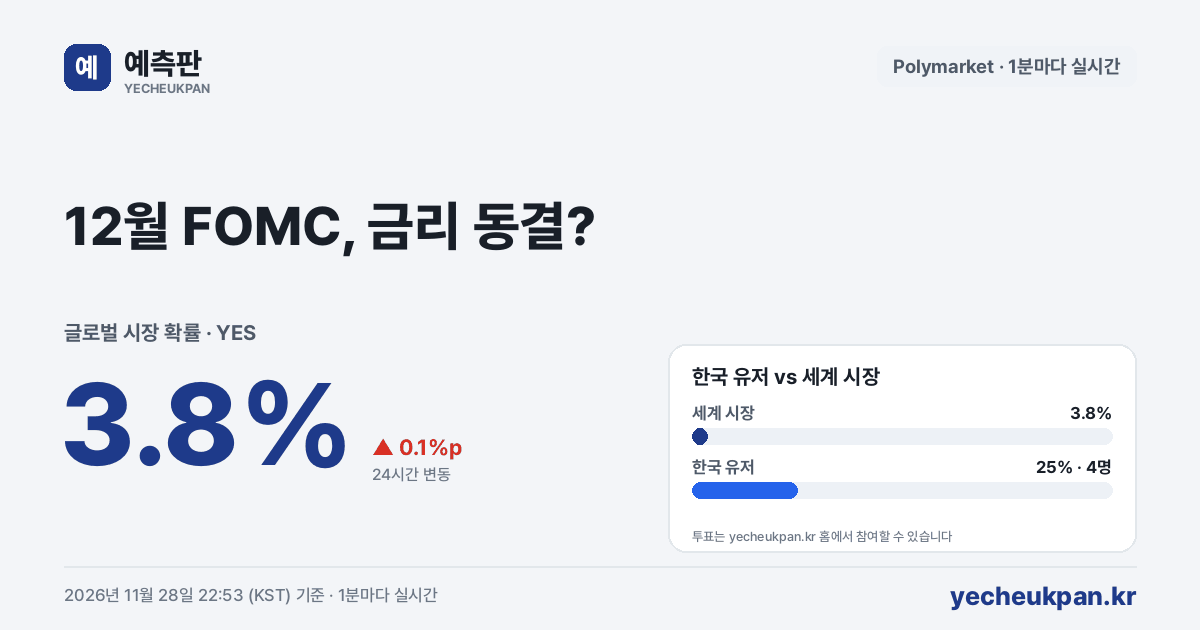 예 예측판
YECHEUKPAN
Polymarket · 1분마다 실시간
12월 FOMC, 금리 동결?
글로벌 시장 확률 · YES
3.8%
▲ 0.1%p
24시간 변동
한국 유저 vs 세계 시장
세계 시장 3.8%
한국 유저 25% · 4명
투표는 yecheukpan.kr 홈에서 참여할 수 있습니다
2026년 11월 28일 22:53 (KST) 기준 · 1분마다 실시간
yecheukpan.kr